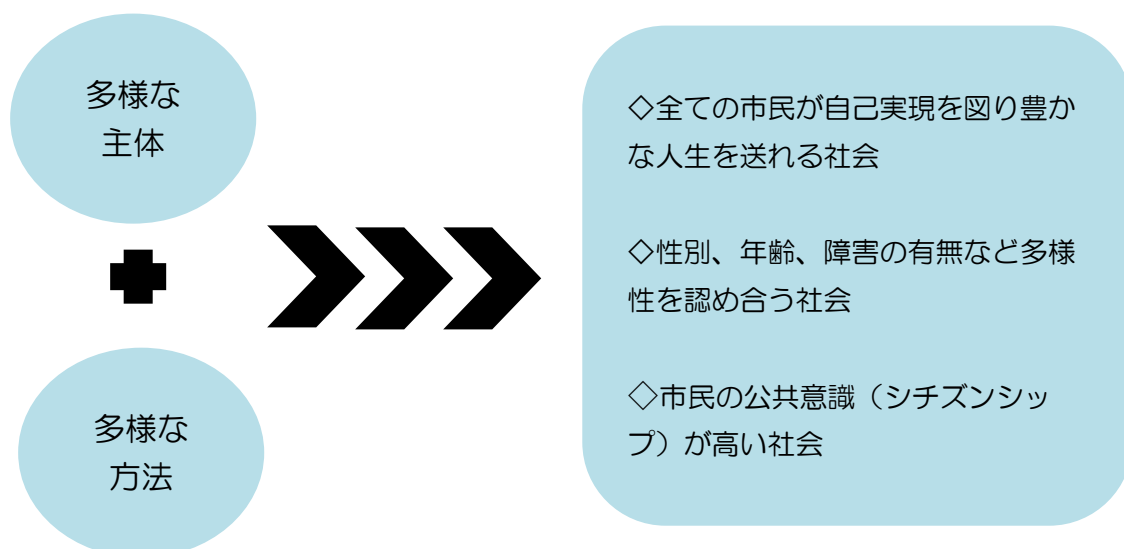 多様な
主体
多様な
方法
◇全ての市民が自己実現を図り豊か
な人生を送れる社会
◇性別、年齢、障害の有無など多様
性を認め合う社会
◇市民の公共意識（シチズンシッ
プ）が高い社会